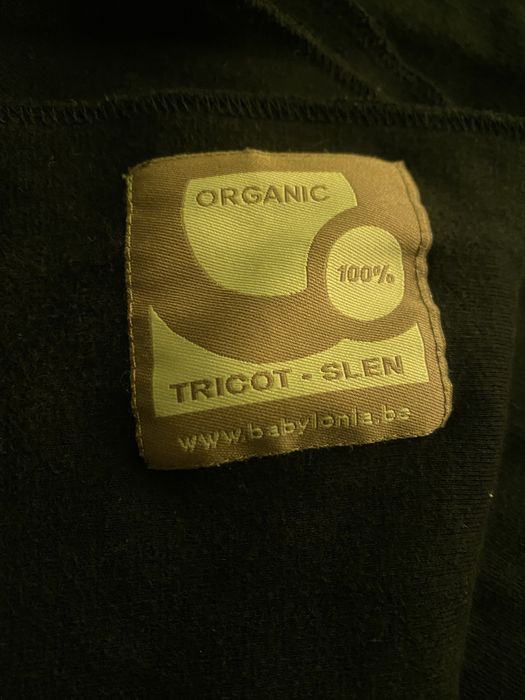 ORGANIC
100%
TRICOT - SLEN
www.babylonia.be